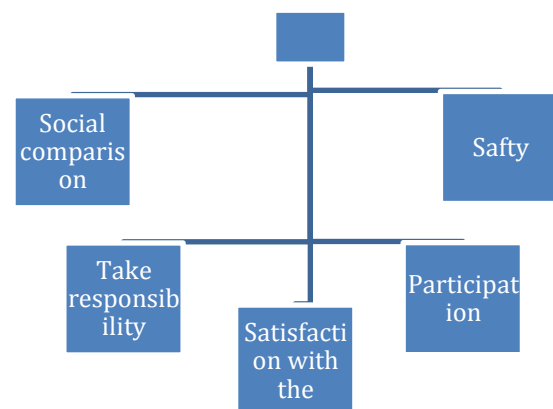 Social
comparis
on
Safty
Take
responsib
ility
Participat
ion
Satisfacti
on with
the